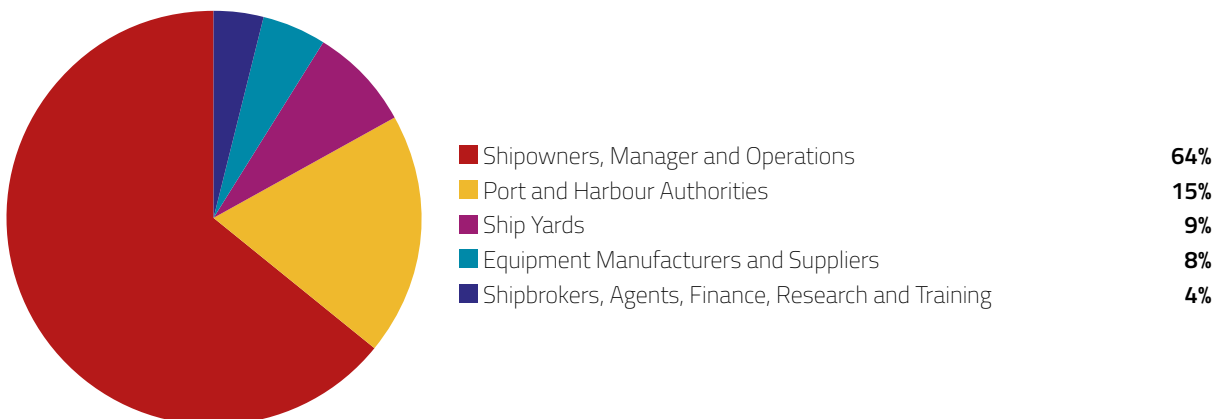 Shipowners, Manager and Operations 64%
Port and Harbour Authorities 15%
Ship Yards 9%
Equipment Manufacturers and Suppliers 8%
Shipbrokers, Agents, Finance, Research and Training 4%